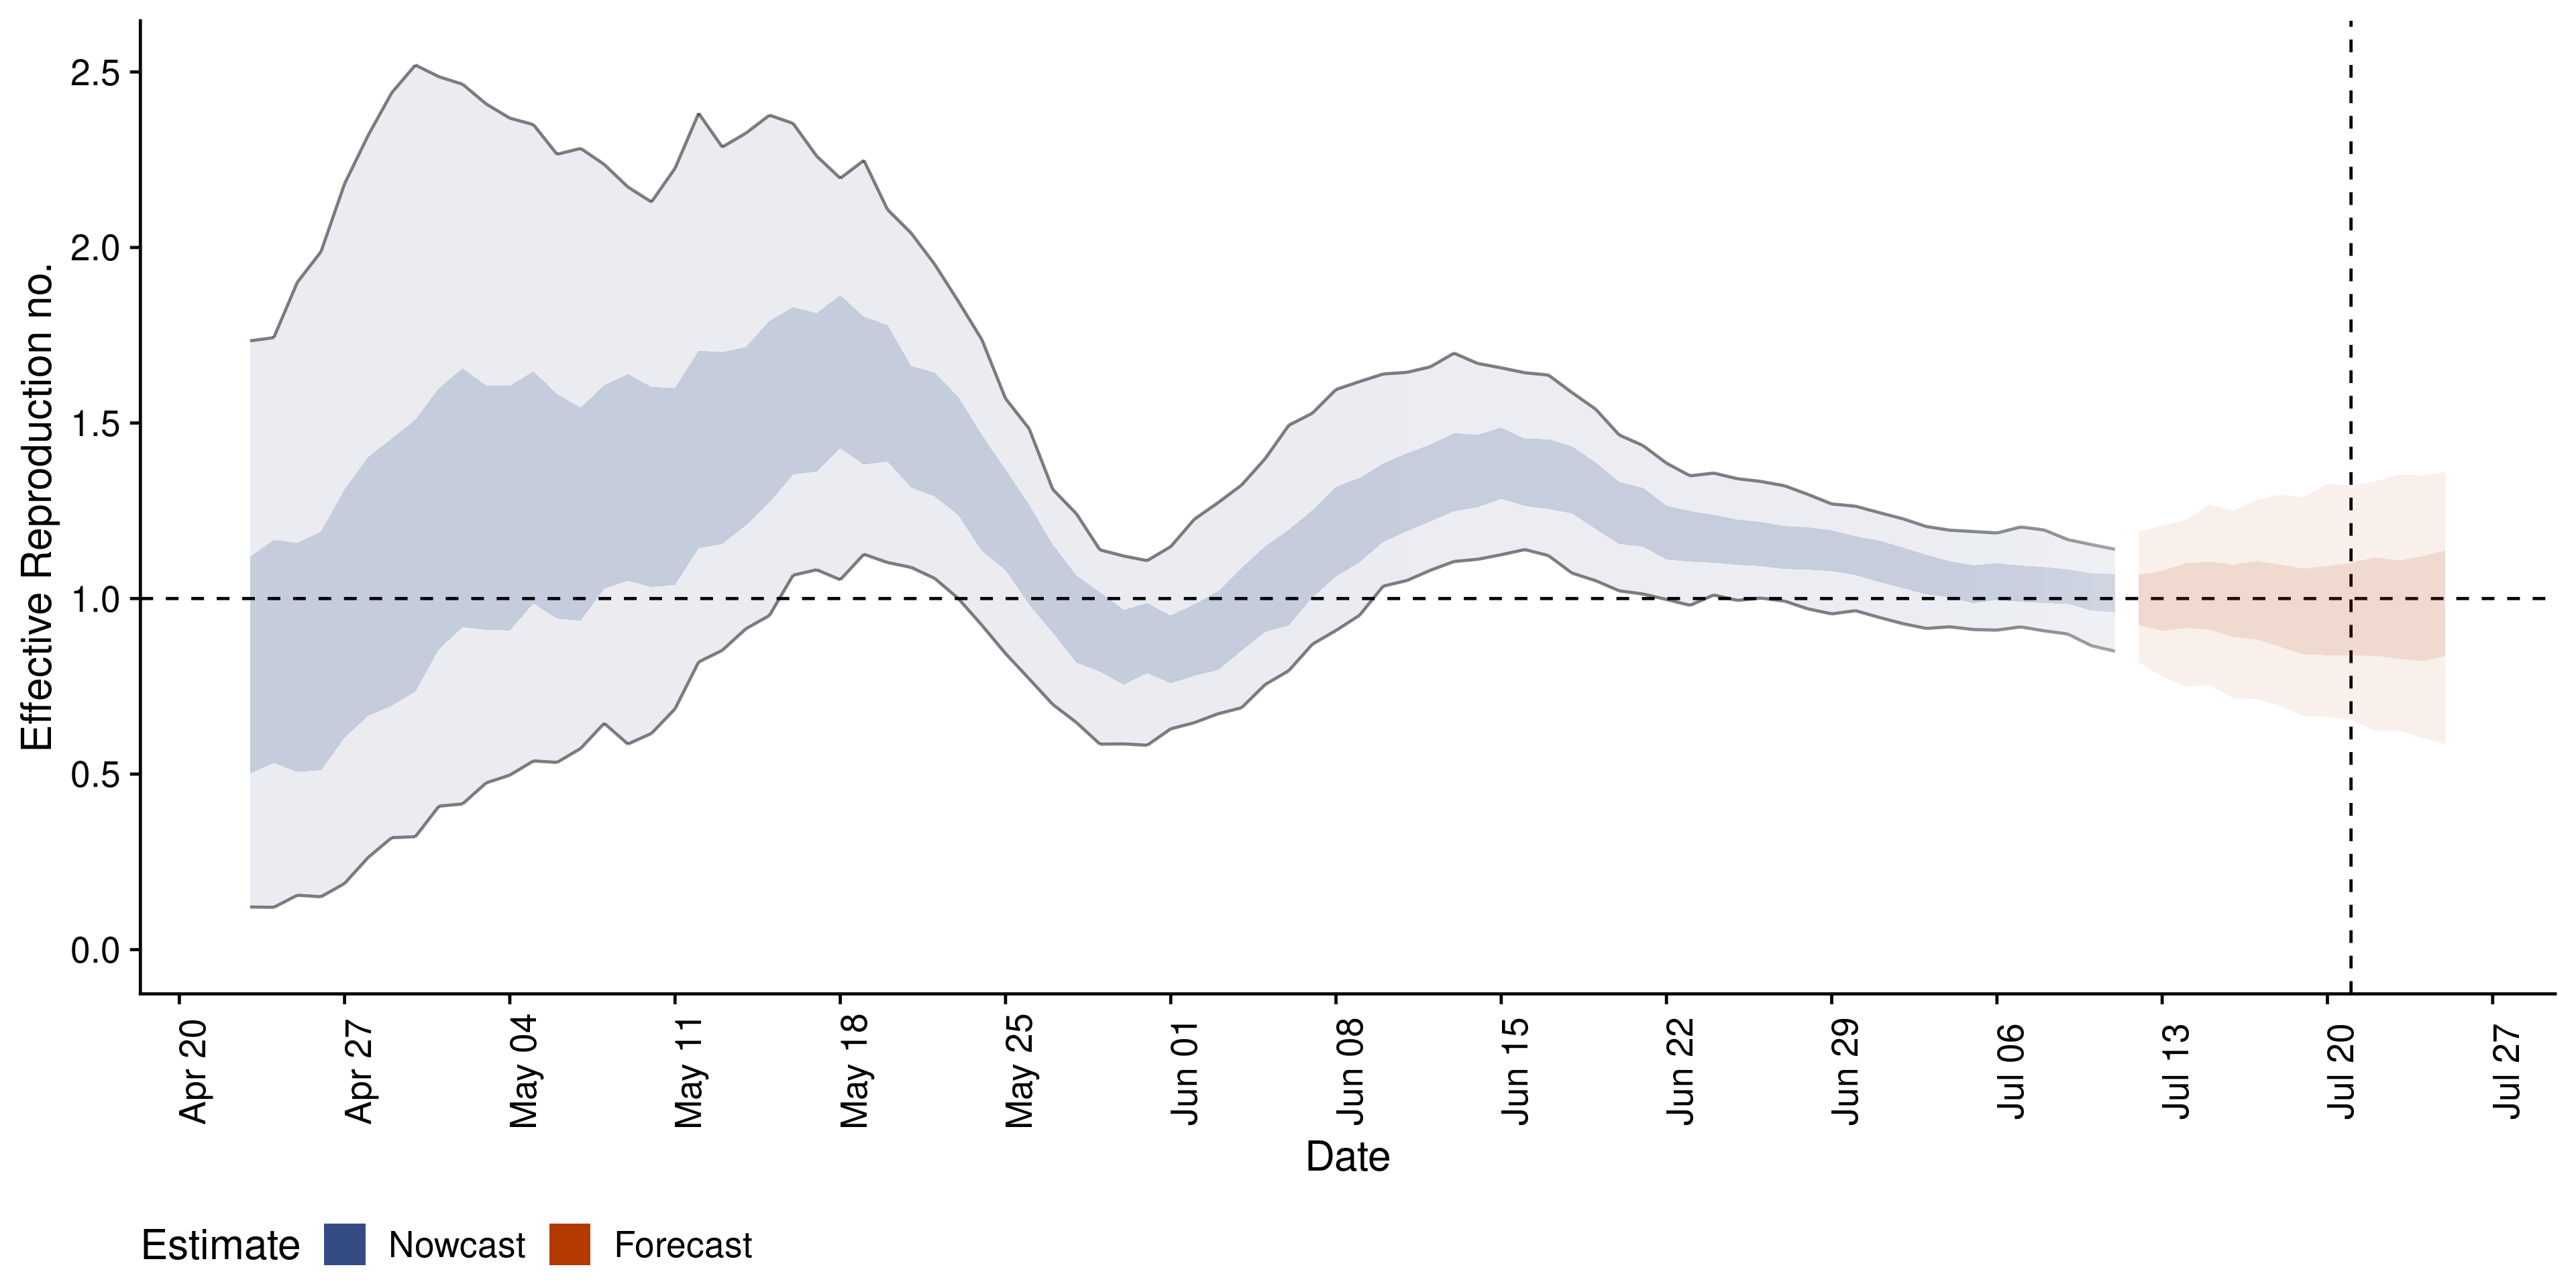 Effective Reproduction no.
2.5
2.0
1.5
1.0
0.5
0.0
Apr 20
Apr 27
May 04
May 11
May 18
May 25
Jun 01
Jun 08
Jun 15
Jun 22
Jun 29
Jul 06
Jul 13
Jul 20
Jul 27
Date
Estimate Nowcast Forecast